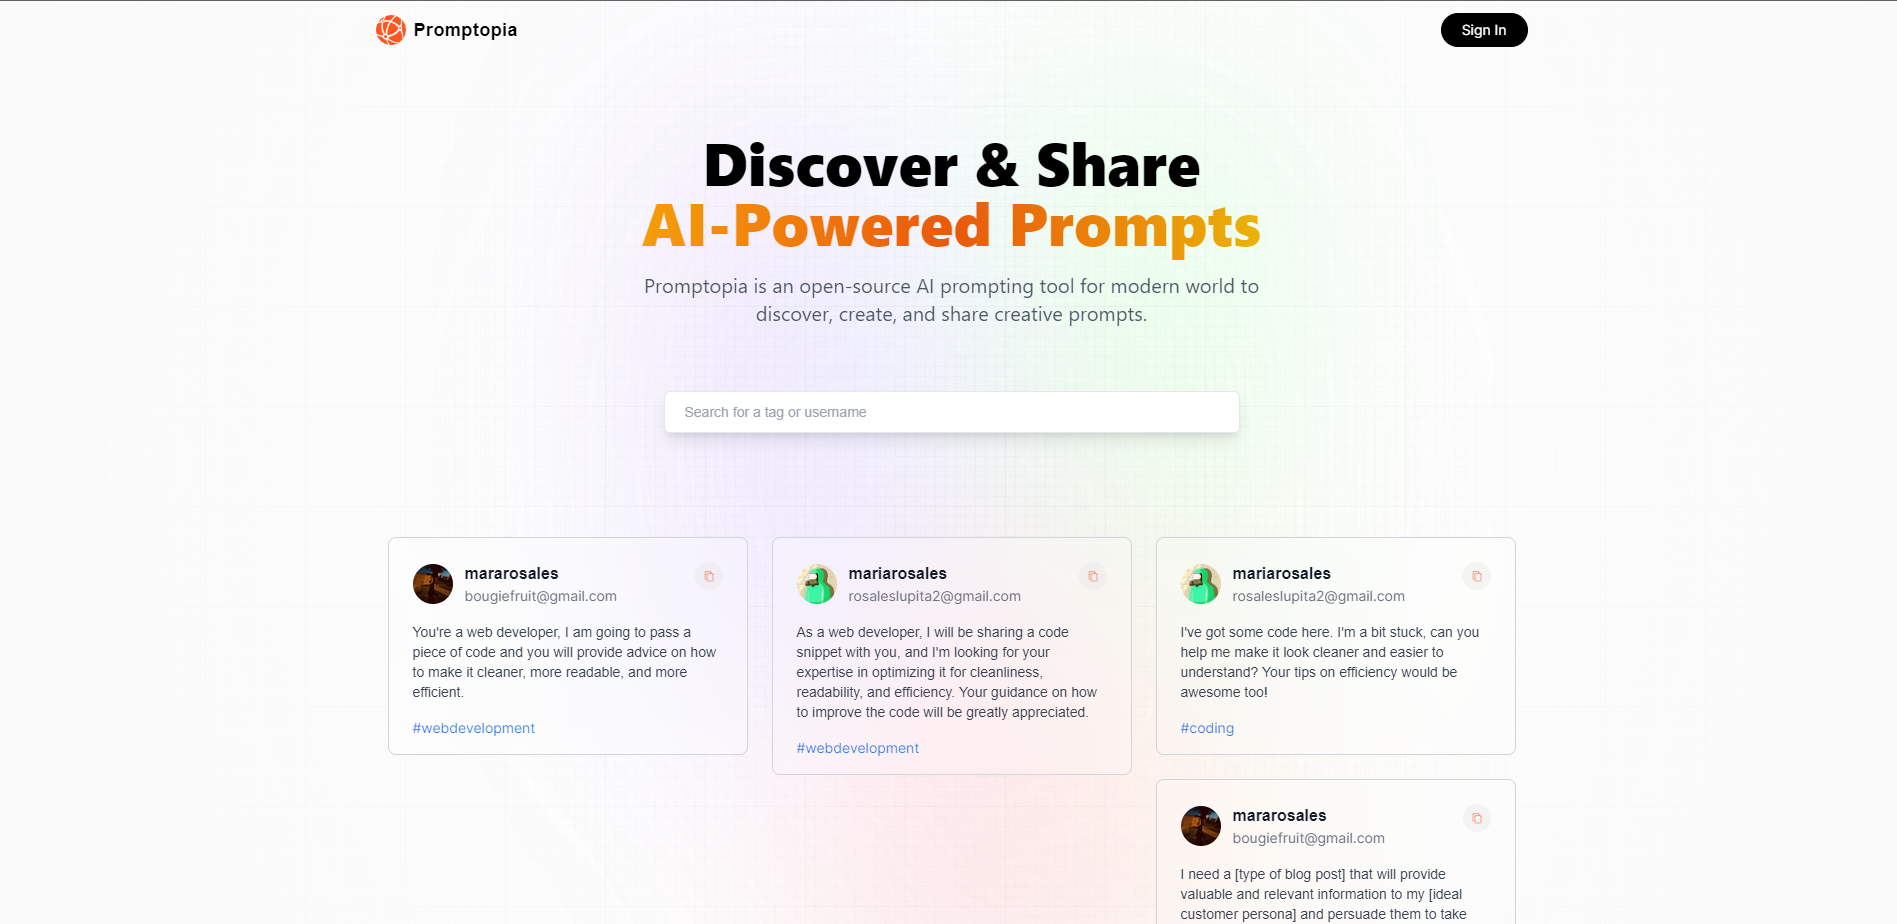 Promptopia
Sign In
Discover & Share
AI-Powered Prompts
Promptopia is an open-source AI prompting tool for modern world to
discover, create, and share creative prompts.
Search for a tag or username
mararosales
bougiefruit@gmail.com
You're a web developer, I am going to pass a
piece of code and you will provide advice on how
to make it cleaner, more readable, and more
efficient.
#webdevelopment
mariarosales
rosaleslupita2@gmail.com
As a web developer, I will be sharing a code
snippet with you, and I'm looking for your
expertise in optimizing it for cleanliness,
readability, and efficiency. Your guidance on how
to improve the code will be greatly appreciated.
#webdevelopment
mariarosales
rosaleslupita2@gmail.com
I've got some code here. I'm a bit stuck, can you
help me make it look cleaner and easier to
understand? Your tips on efficiency would be
awesome too!
#coding
mararosales
bougiefruit@gmail.com
I need a [type of blog post] that will provide
valuable and relevant information to my [ideal
customer persona] and persuade them to take